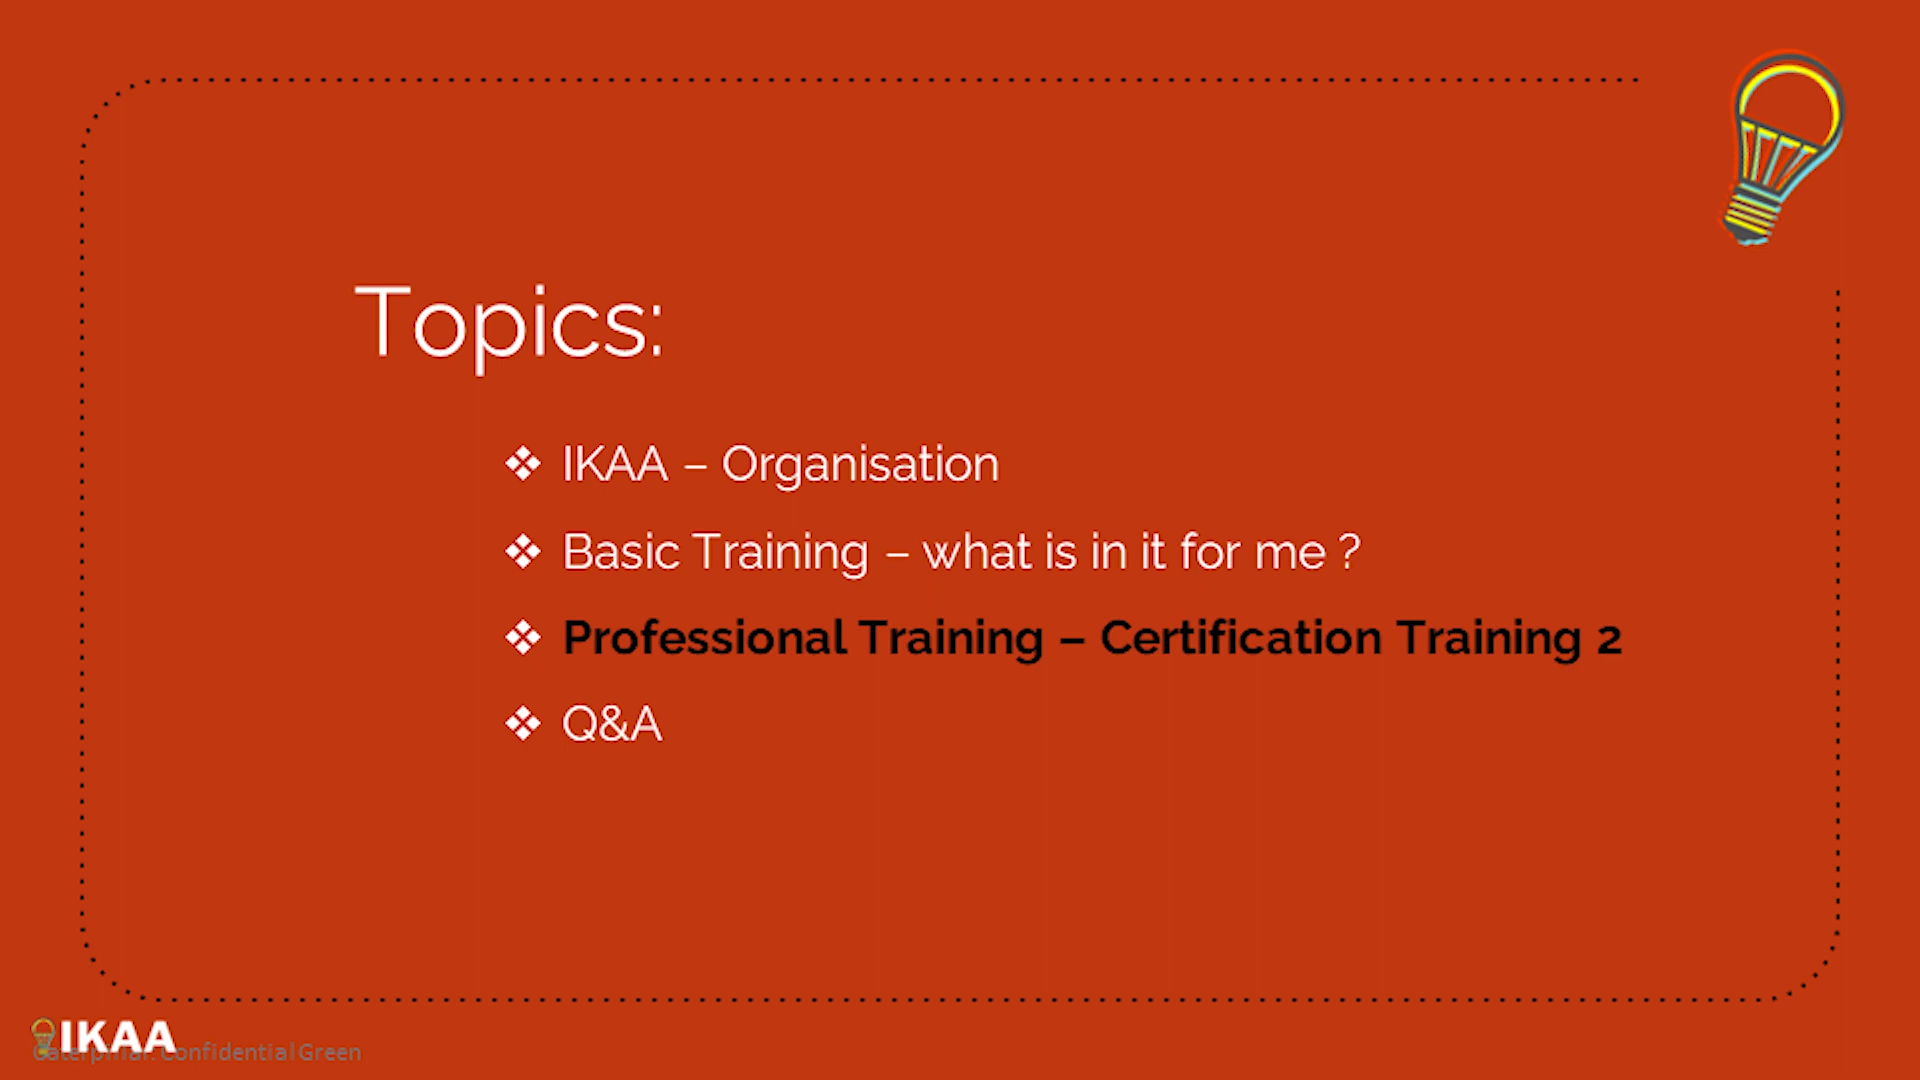 Topics:
❖ IKAA – Organisation
❖ Basic Training – what is in it for me ?
❖ Professional Training – Certification Training 2
❖ Q&A
IKAA
Caterpillar: Confidential Green